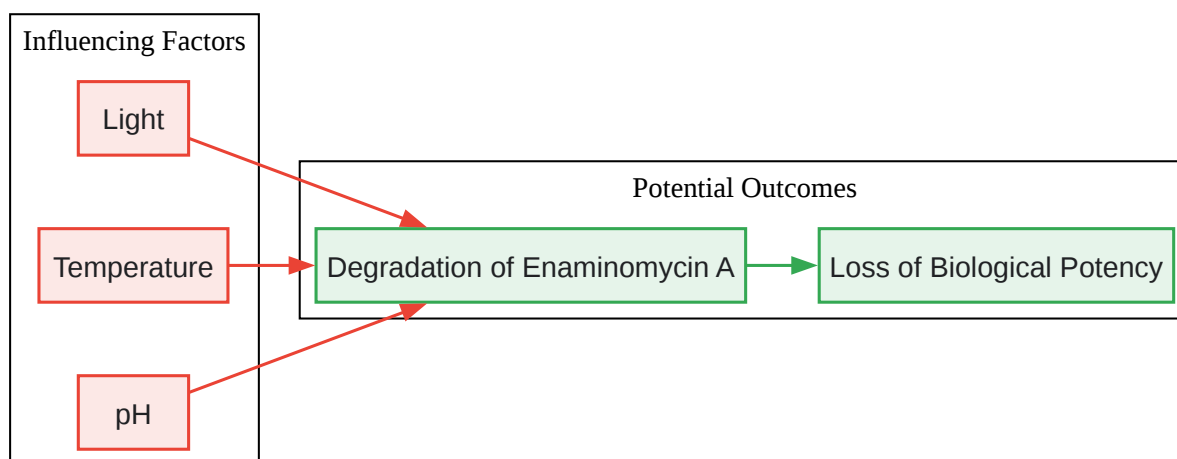 Influencing Factors
Light
Potential Outcomes
Temperature
Degradation of Enaminomycin A
Loss of Biological Potency
pH